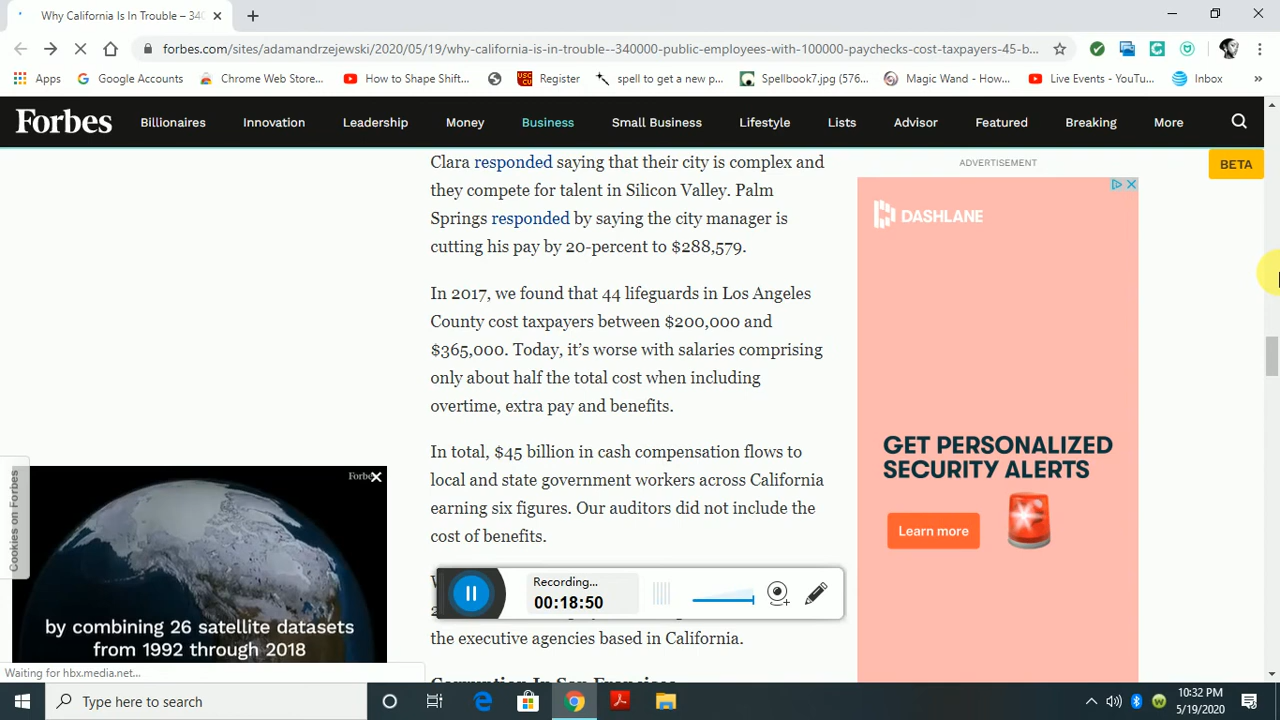 Why California Is In Trouble – 340
forbes.com/sites/adamandrzejewski/2020/05/19/why-california-is-in-trouble--340000-public-employees-with-100000-paychecks-cost-taxpayers-45-b...
Apps
Google Accounts
Chrome Web Store...
How to Shape Shift...
Register
spell to get a new p...
Spellbook7.jpg (576...
Magic Wand - How...
Live Events - YouTu...
Inbox
»
Forbes
Billionaires
Innovation
Leadership
Money
Business
Small Business
Lifestyle
Lists
Advisor
Featured
Breaking
More
BETA
Clara responded saying that their city is complex and
they compete for talent in Silicon Valley. Palm
Springs responded by saying the city manager is
cutting his pay by 20-percent to $288,579.
In 2017, we found that 44 lifeguards in Los Angeles
County cost taxpayers between $200,000 and
$365,000. Today, it’s worse with salaries comprising
only about half the total cost when including
overtime, extra pay and benefits.
In total, $45 billion in cash compensation flows to
local and state government workers across California
earning six figures. Our auditors did not include the
cost of benefits.
the executive agencies based in California.
Corruption In San Francisco
ADVERTISEMENT
DASHLANE
GET PERSONALIZED
SECURITY ALERTS
Learn more
Cookies on Forbes
Forbes
by combining 26 satellite datasets
from 1992 through 2018
Recording...
00:18:50
Waiting for hbx.media.net...
Type here to search
10:32 PM
5/19/2020